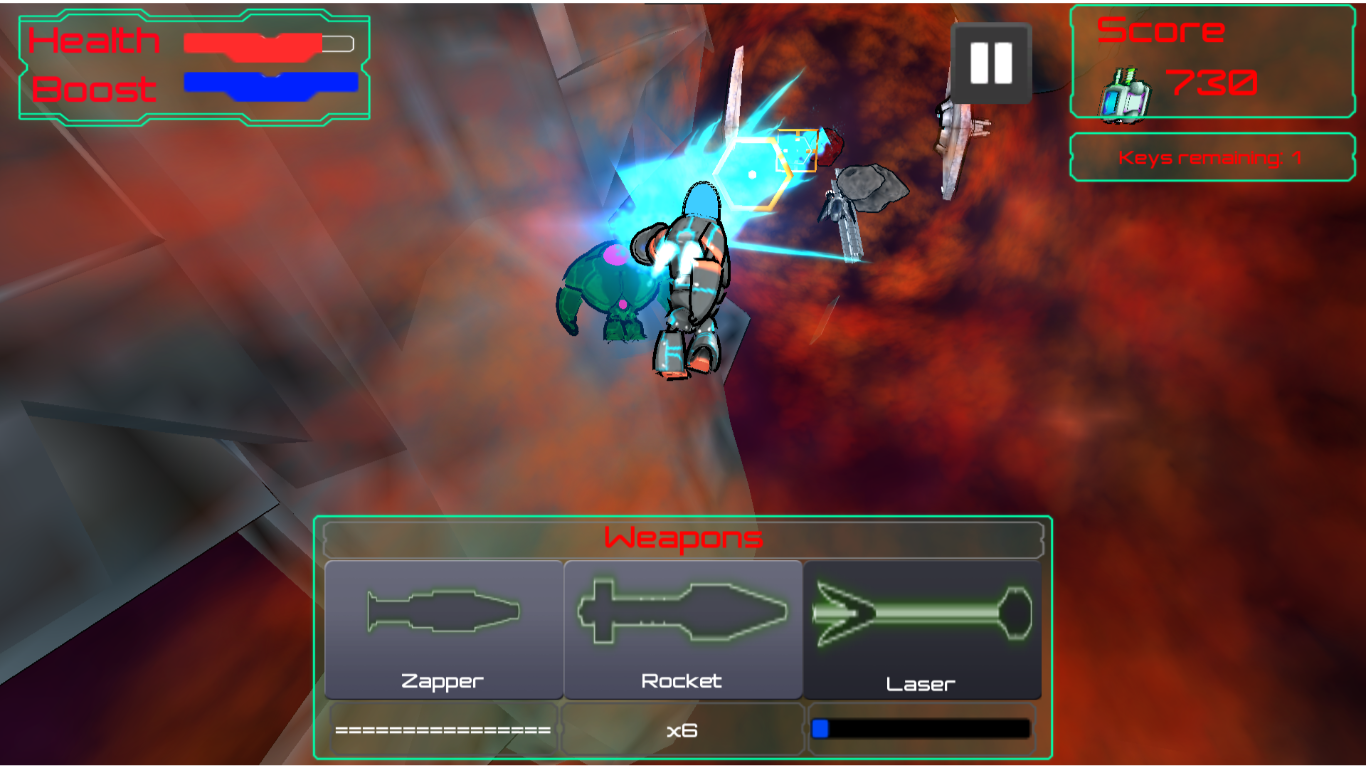 Health
Boost
Score
730
Keys remaining: 1
Weapons
Zapper
Rocket
Laser
================
x6